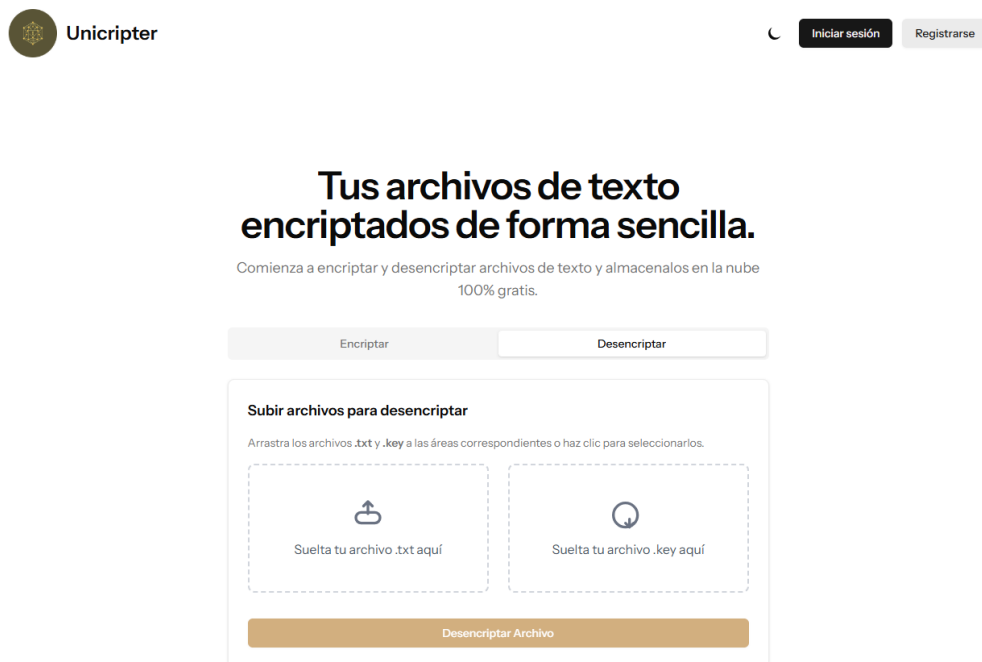 Unicripter
Iniciar sesión
Registrarse
Tus archivos de texto
encriptados de forma sencilla.
Comienza a encriptar y desencriptar archivos de texto y almacenalos en la nube
100% gratis.
Encriptar
Desencriptar
Subir archivos para desencriptar
Arrastra los archivos .txt y .key a las áreas correspondientes o haz clic para seleccionarlos.
Suelta tu archivo .txt aquí
Suelta tu archivo .key aquí
Desencriptar Archivo